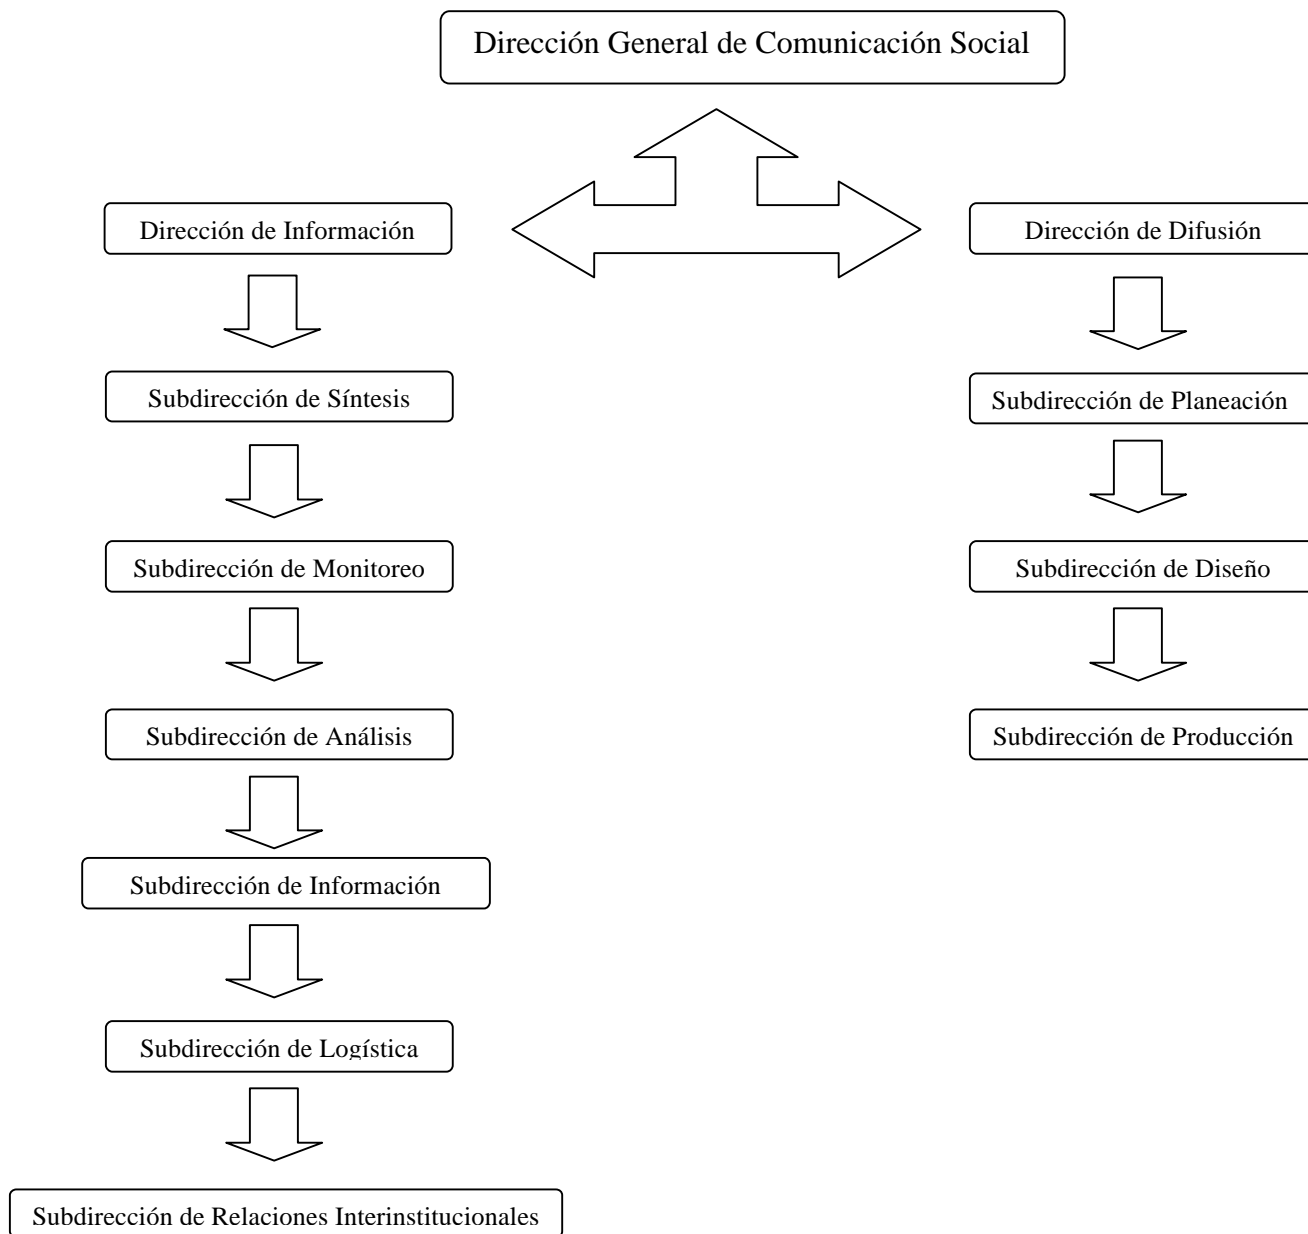 Dirección General de Comunicación Social
Dirección de Información
Dirección de Difusión
Subdirección de Síntesis
Subdirección de Planeación
Subdirección de Monitoreo
Subdirección de Diseño
Subdirección de Análisis
Subdirección de Producción
Subdirección de Información
Subdirección de Logística
Subdirección de Relaciones Interinstitucionales